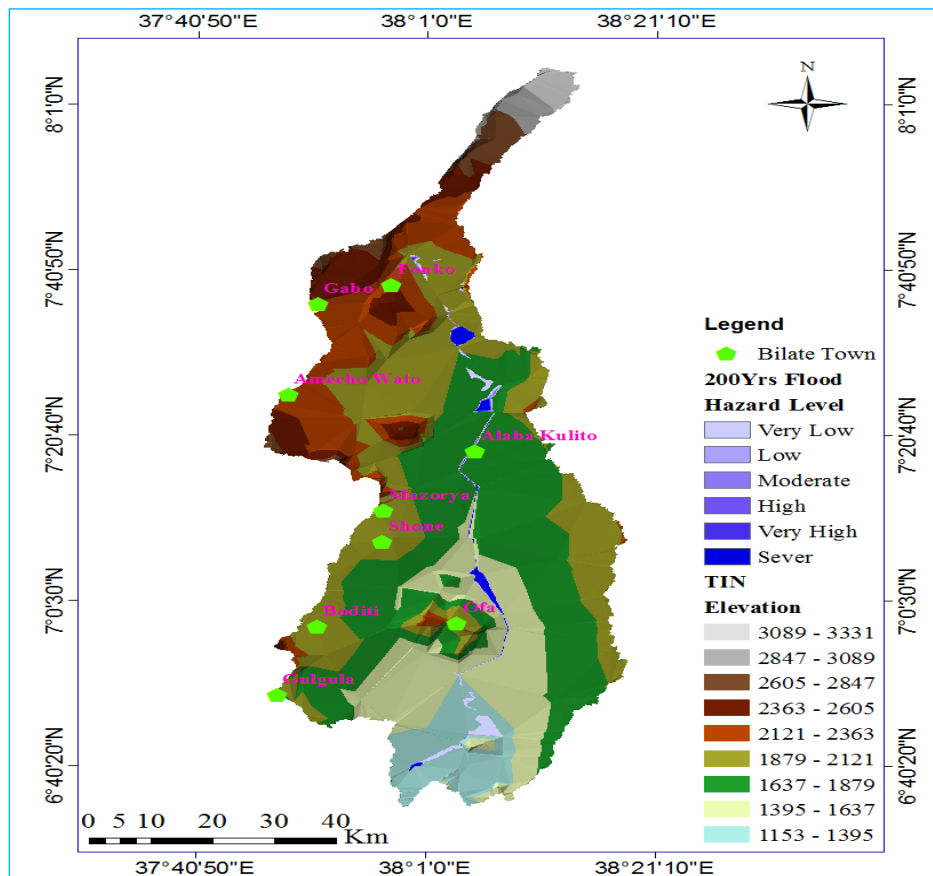 37°40'50"E 38°1'0"E 38°21'10"E
N
8°1'0"N 8°1'0"N
7°40'50"N 7°40'50"N
Fonko
Gabo
Amecho Wato
7°20'40"N 7°20'40"N
Alaba Kulito
Mazorya
Shone
7°0'30"N 7°0'30"N
Boditi
Ofa
Gulgula
6°40'20"N 6°40'20"N
Legend
Bilate Town
200Yrs Flood
Hazard Level
Very Low
Low
Moderate
High
Very High
Sever
TIN
Elevation
3089 - 3331
2847 - 3089
2605 - 2847
2363 - 2605
2121 - 2363
1879 - 2121
1637 - 1879
1395 - 1637
1153 - 1395
0 5 10 20 30 40
Km
37°40'50"E 38°1'0"E 38°21'10"E